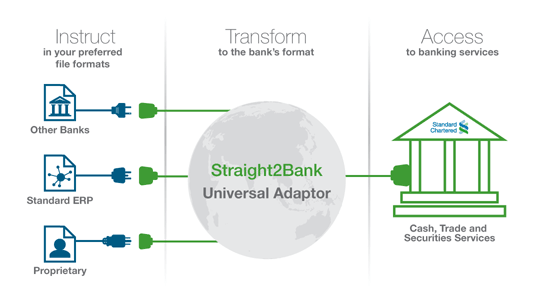 Instruct
in your preferred
file formats
Transform
to the bank's format
Access
to banking services
Other Banks
Standard ERP
Proprietary
Straight2Bank
Universal Adaptor
Standard
Chartered
Cash, Trade and
Securities Services